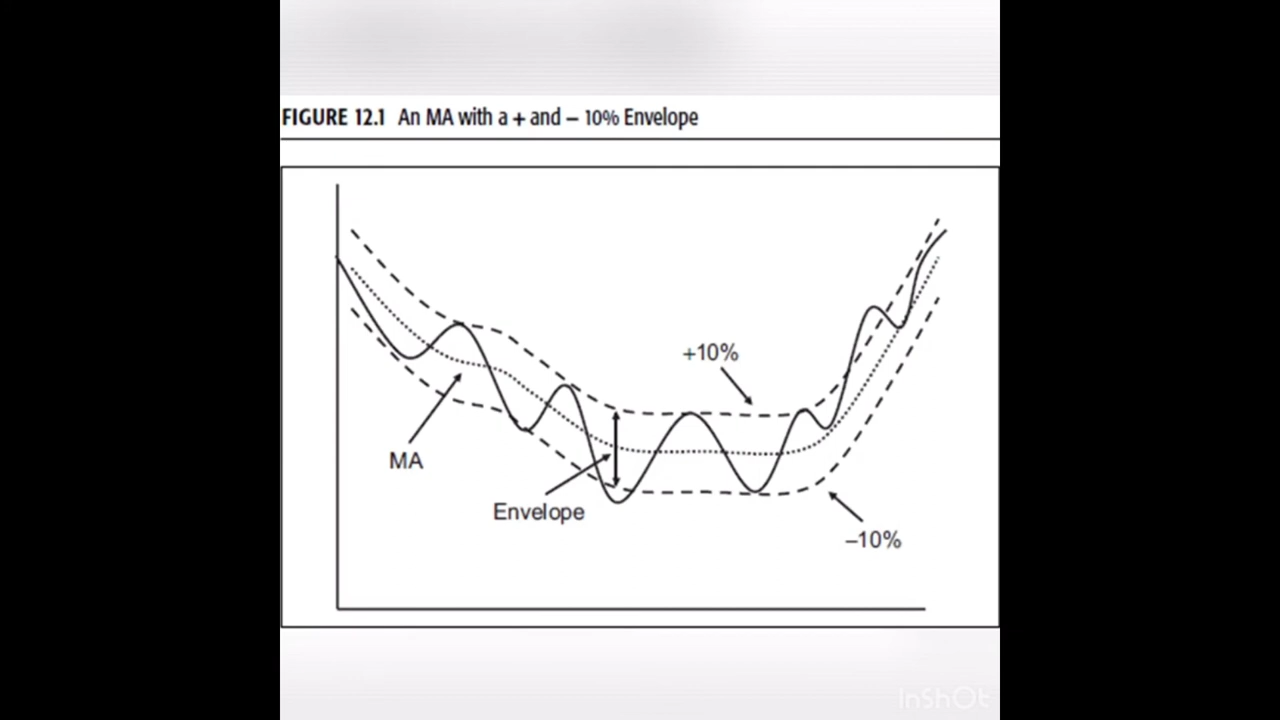 FIGURE 12.1 An MA with a + and – 10% Envelope
+10%
MA
Envelope
–10%
InShOt